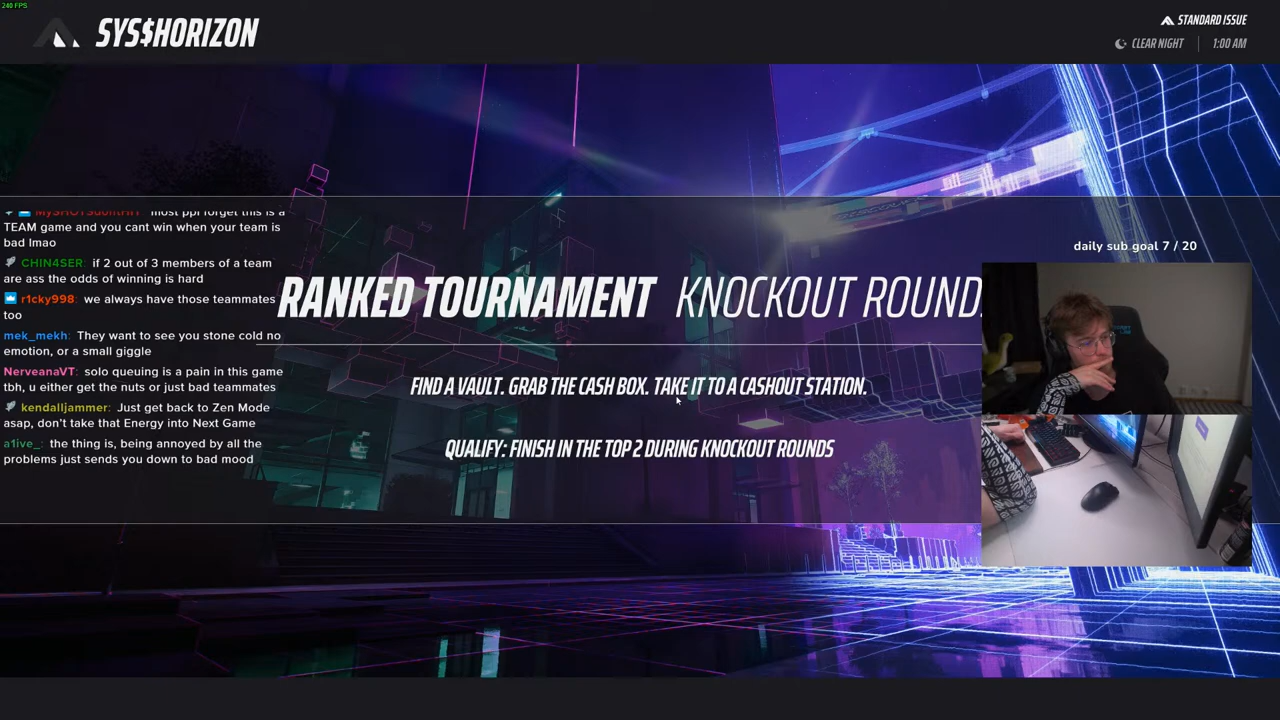 240 FPS
SYS$HORIZON
STANDARD ISSUE
CLEAR NIGHT
1:00 AM
most ppl forget this is a
TEAM game and you cant win when your team is
bad lmao
CHIN4SER: if 2 out of 3 members of a team
are ass the odds of winning is hard
r1cky998: we always have those teammates
too
mek_mekh: They want to see you stone cold no
emotion, or a small giggle
NerveanaVT: solo queuing is a pain in this game
tbh, u either get the nuts or just bad teammates
kendalljammer: Just get back to Zen Mode
asap, don't take that Energy into Next Game
a1ive_: the thing is, being annoyed by all the
problems just sends you down to bad mood
RANKED TOURNAMENT KNOCKOUT ROUND
FIND A VAULT. GRAB THE CASH BOX. TAKE IT TO A CASHOUT STATION.
QUALIFY: FINISH IN THE TOP 2 DURING KNOCKOUT ROUNDS
daily sub goal 7 / 20